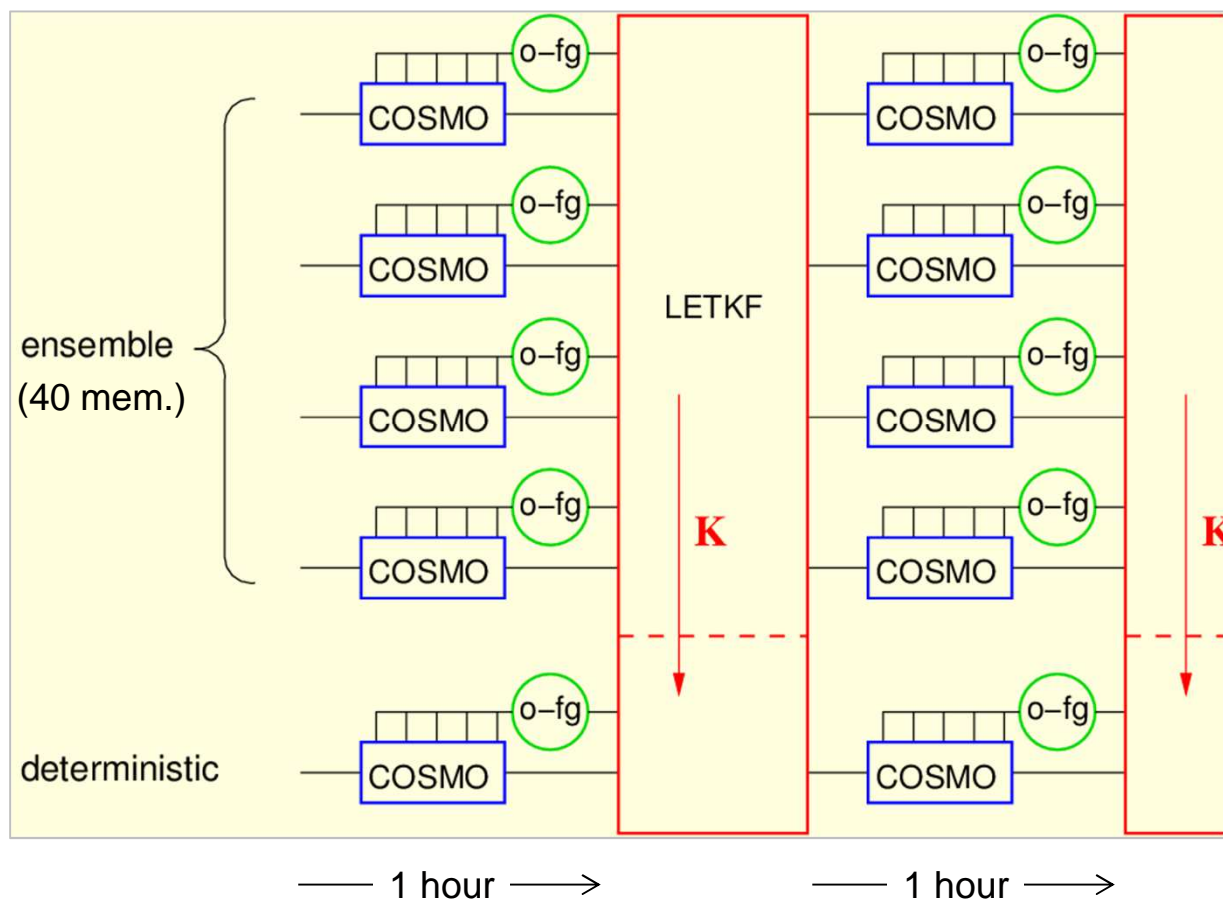 o–fg
o–fg
COSMO
COSMO
o–fg
o–fg
COSMO
COSMO
LETKF
ensemble
(40 mem.)
o–fg
o–fg
COSMO
COSMO
o–fg
o–fg
K
K
COSMO
COSMO
o–fg
o–fg
deterministic
COSMO
COSMO
1 hour
1 hour